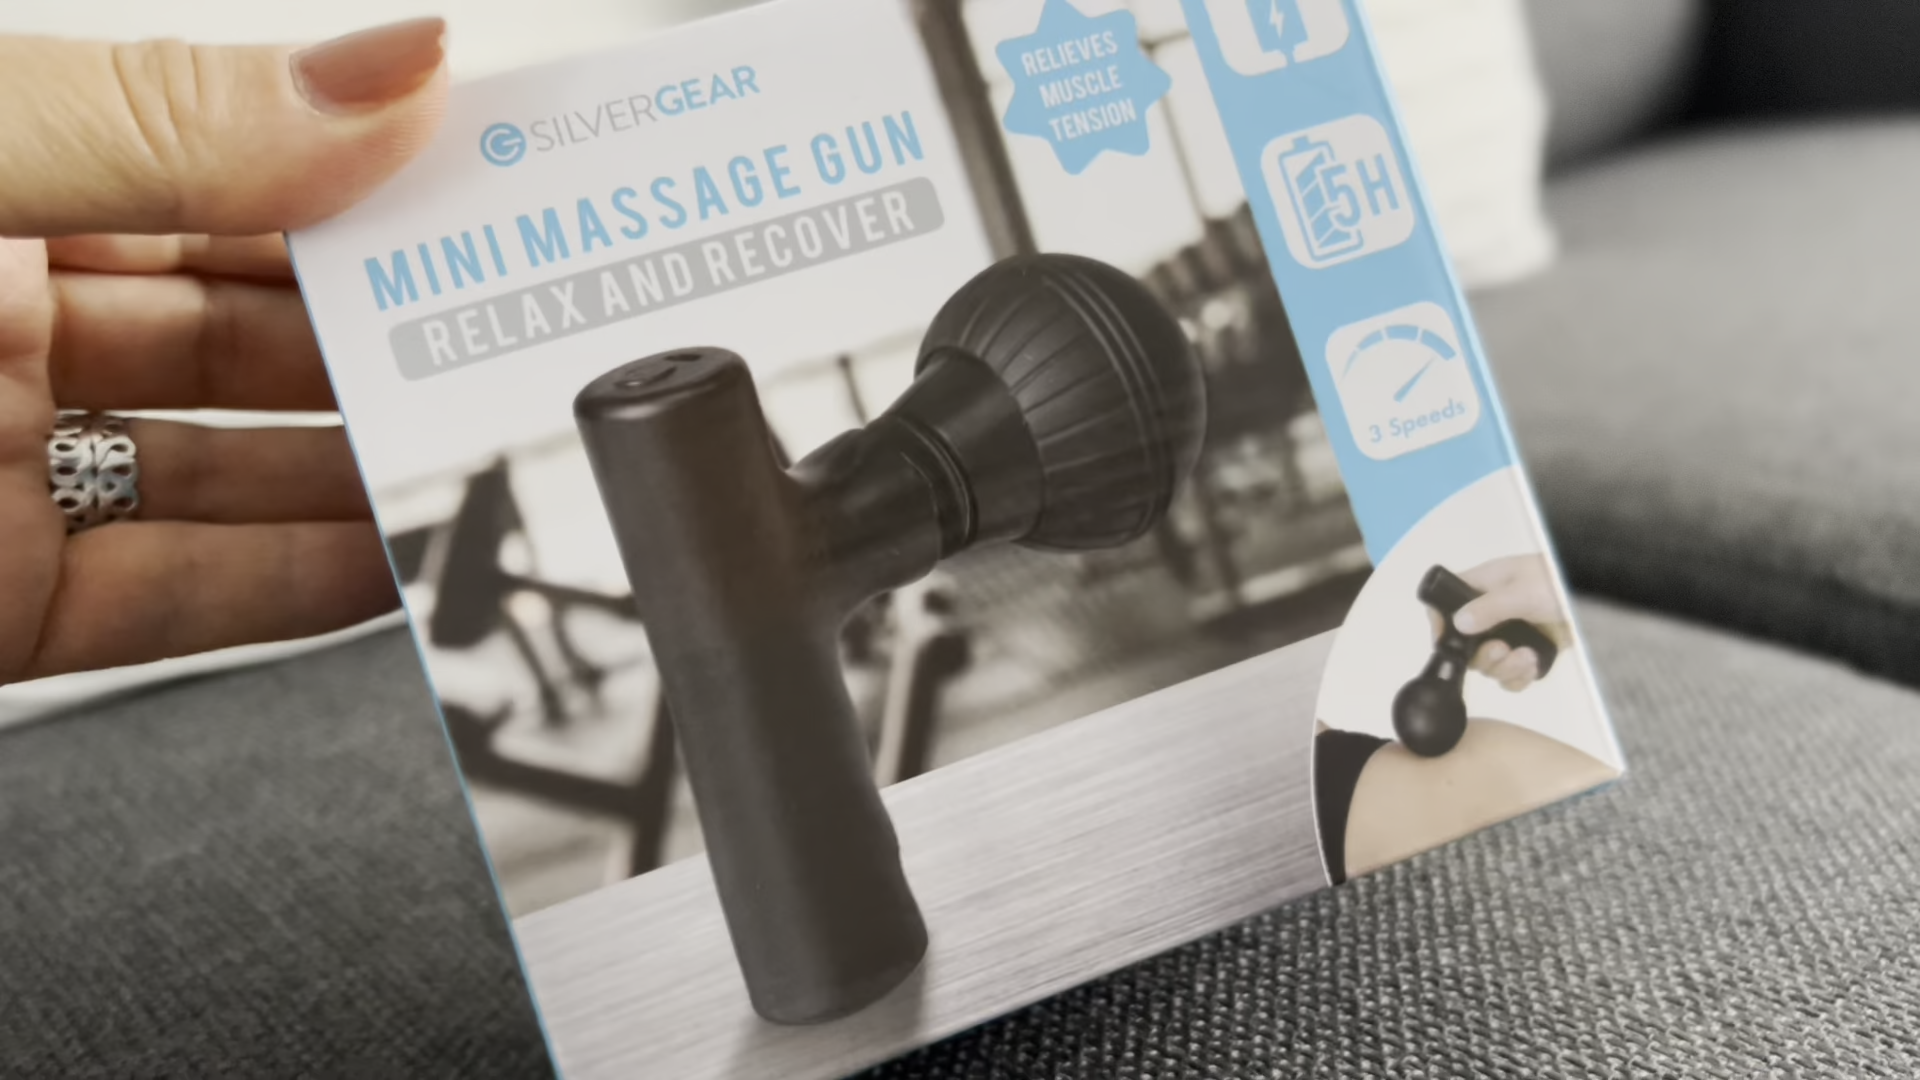 SILVERGEAR
MINI MASSAGE GUN
RELAX AND RECOVER
RELIEVES
MUSCLE
TENSION
5H
3 Speeds